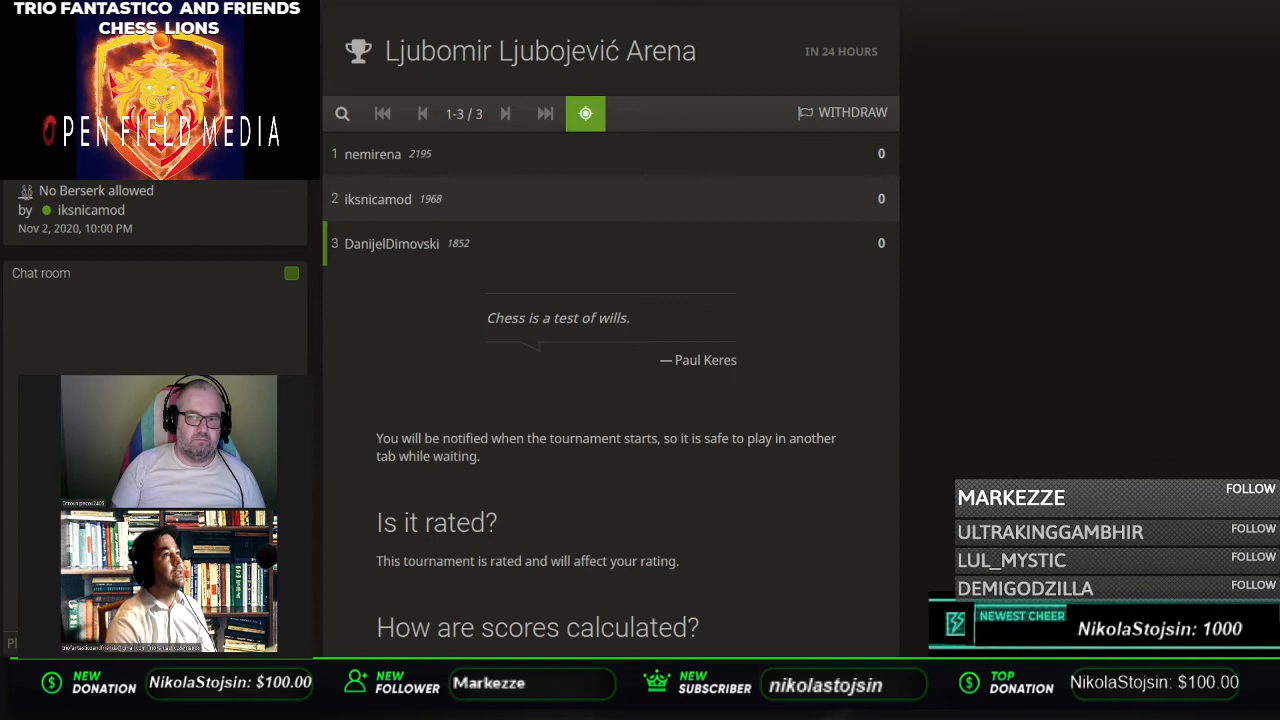 TRIO FANTASTICO AND FRIENDS
CHESS LIONS
OPEN FIELD MEDIA
No Berserk allowed
by iksnicamod
Nov 2, 2020, 10:00 PM
Chat room
Ljubomir Ljubojević Arena
IN 24 HOURS
1-3 / 3
WITHDRAW
1 nemirena 2195 0
2 iksnicamod 1968 0
3 DanijelDimovski 1852 0
Chess is a test of wills.
— Paul Keres
You will be notified when the tournament starts, so it is safe to play in another
tab while waiting.
Is it rated?
This tournament is rated and will affect your rating.
How are scores calculated?
MARKEZZE FOLLOW
ULTRAKINGGAMBHIR FOLLOW
LUL_MYSTIC FOLLOW
DEMIGODZILLA FOLLOW
NEWEST CHEER
NikolaStojsin: 1000
NEW DONATION
NikolaStojsin: $100.00
NEW FOLLOWER
Markezze
NEW SUBSCRIBER
nikolastojsin
TOP DONATION
NikolaStojsin: $100.00